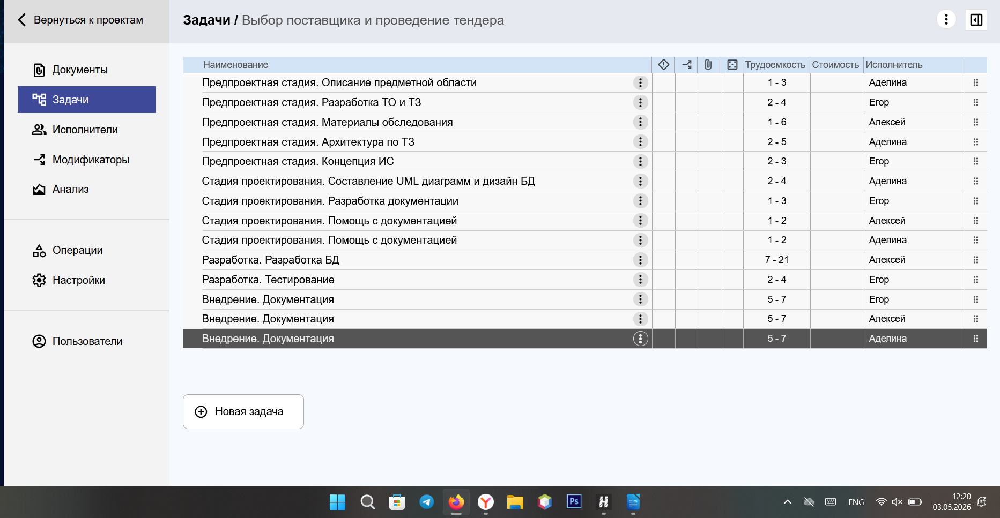 Вернуться к проектам
Задачи / Выбор поставщика и проведение тендера
Документы
Задачи
Исполнители
Модификаторы
Анализ
Операции
Настройки
Пользователи
Наименование Трудоемкость Стоимость Исполнитель
Предпроектная стадия. Описание предметной области 1 - 3 Аделина
Предпроектная стадия. Разработка ТО и ТЗ 2 - 4 Егор
Предпроектная стадия. Материалы обследования 1 - 6 Алексей
Предпроектная стадия. Архитектура по ТЗ 2 - 5 Аделина
Предпроектная стадия. Концепция ИС 2 - 3 Егор
Стадия проектирования. Составление UML диаграмм и дизайн БД 2 - 4 Аделина
Стадия проектирования. Разработка документации 1 - 3 Егор
Стадия проектирования. Помощь с документацией 1 - 2 Алексей
Стадия проектирования. Помощь с документацией 1 - 2 Аделина
Разработка. Разработка БД 7 - 21 Алексей
Разработка. Тестирование 2 - 4 Егор
Внедрение. Документация 5 - 7 Егор
Внедрение. Документация 5 - 7 Алексей
Внедрение. Документация 5 - 7 Аделина
Новая задача
Ps
ENG
12:20
03.05.2026